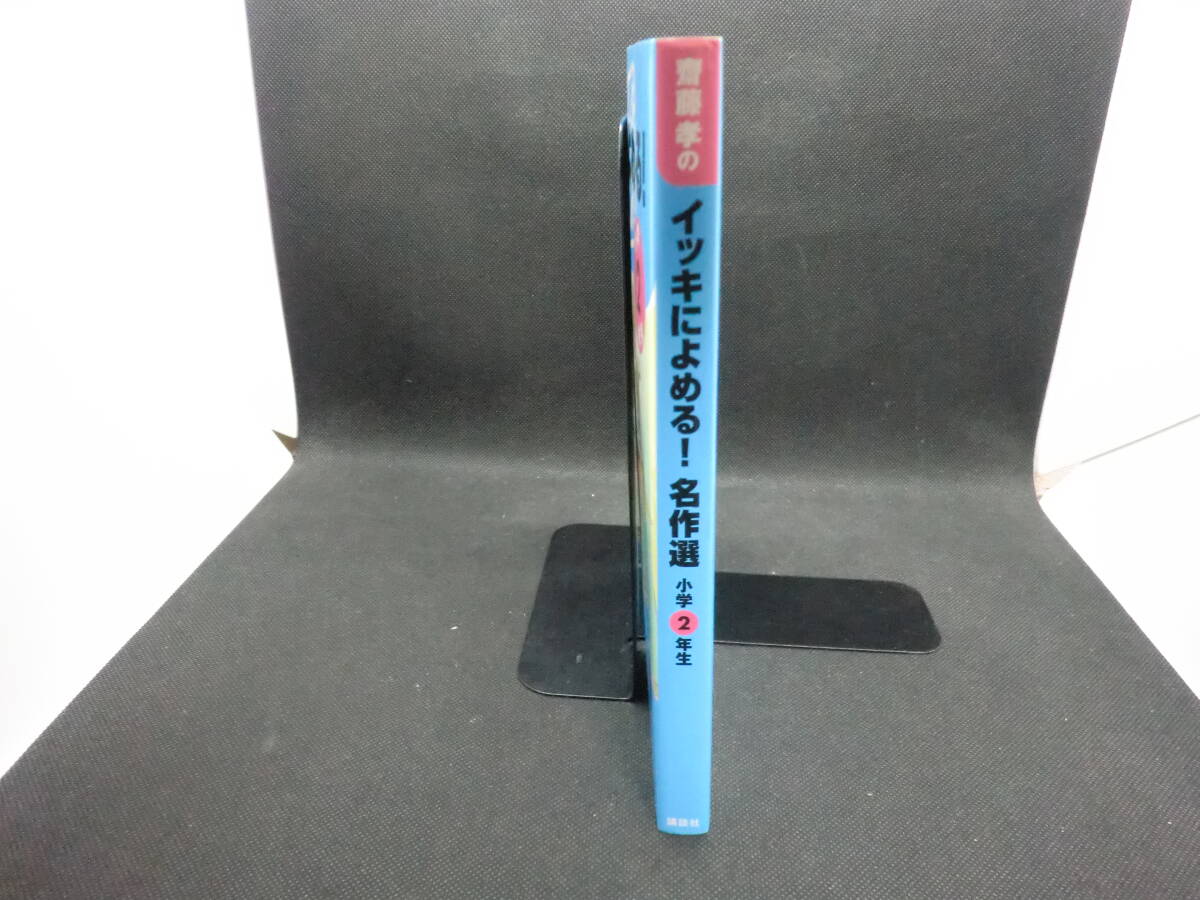 齋藤孝の
イッキによめる! 名作選
小学2年生
講談社
る!